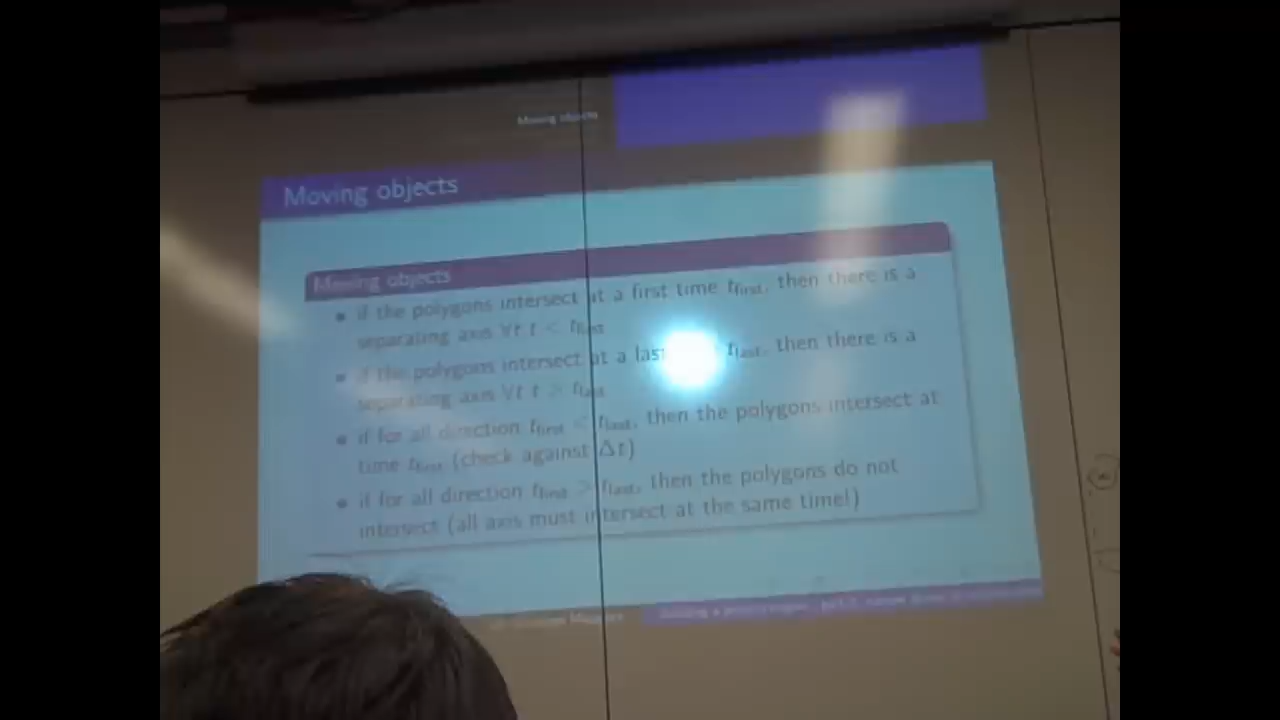 Moving objects
Moving objects
Moving objects
if the polygons intersect at a first time t_first, then there is a
separating axis ∀t t < t_first
if the polygons intersect at a last t_last, then there is a
separating axis ∀t t > t_last
if for all direction t_first < t_last, then the polygons intersect at
time t_first (check against Δt)
if for all direction t_first > t_last, then the polygons do not
intersect (all axis must intersect at the same time!)